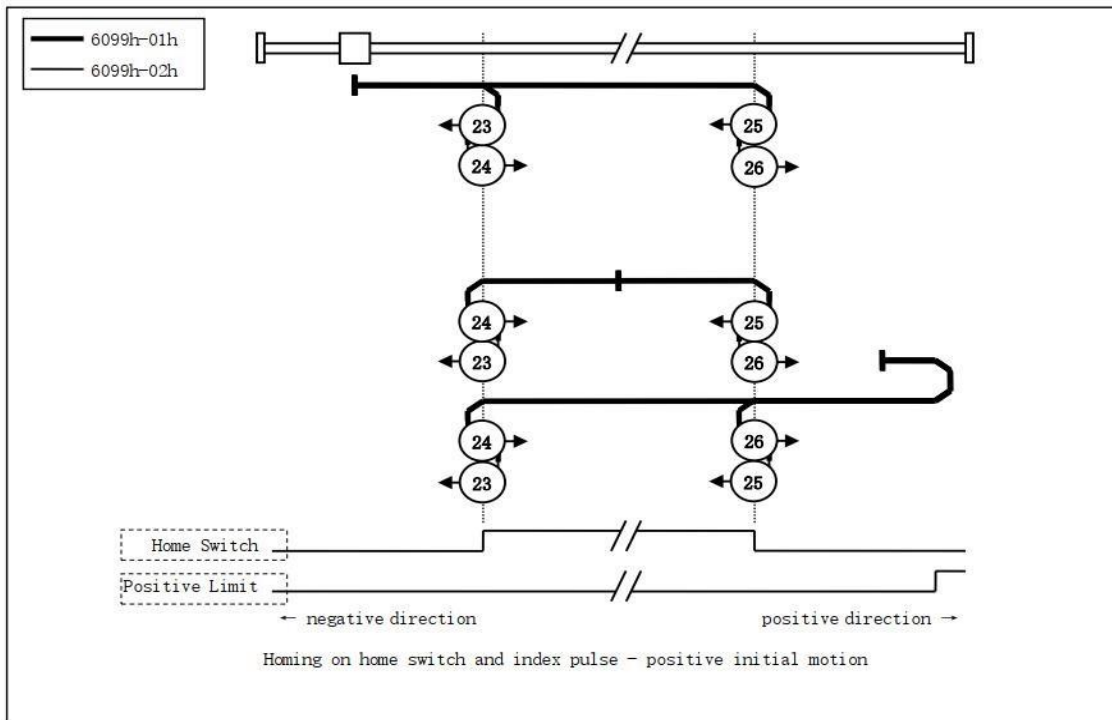 6099h-01h
6099h-02h
23 25
24 26
24 25
23 26
24 26
23 25
Home Switch
Positive Limit
← negative direction positive direction →
Homing on home switch and index pulse - positive initial motion